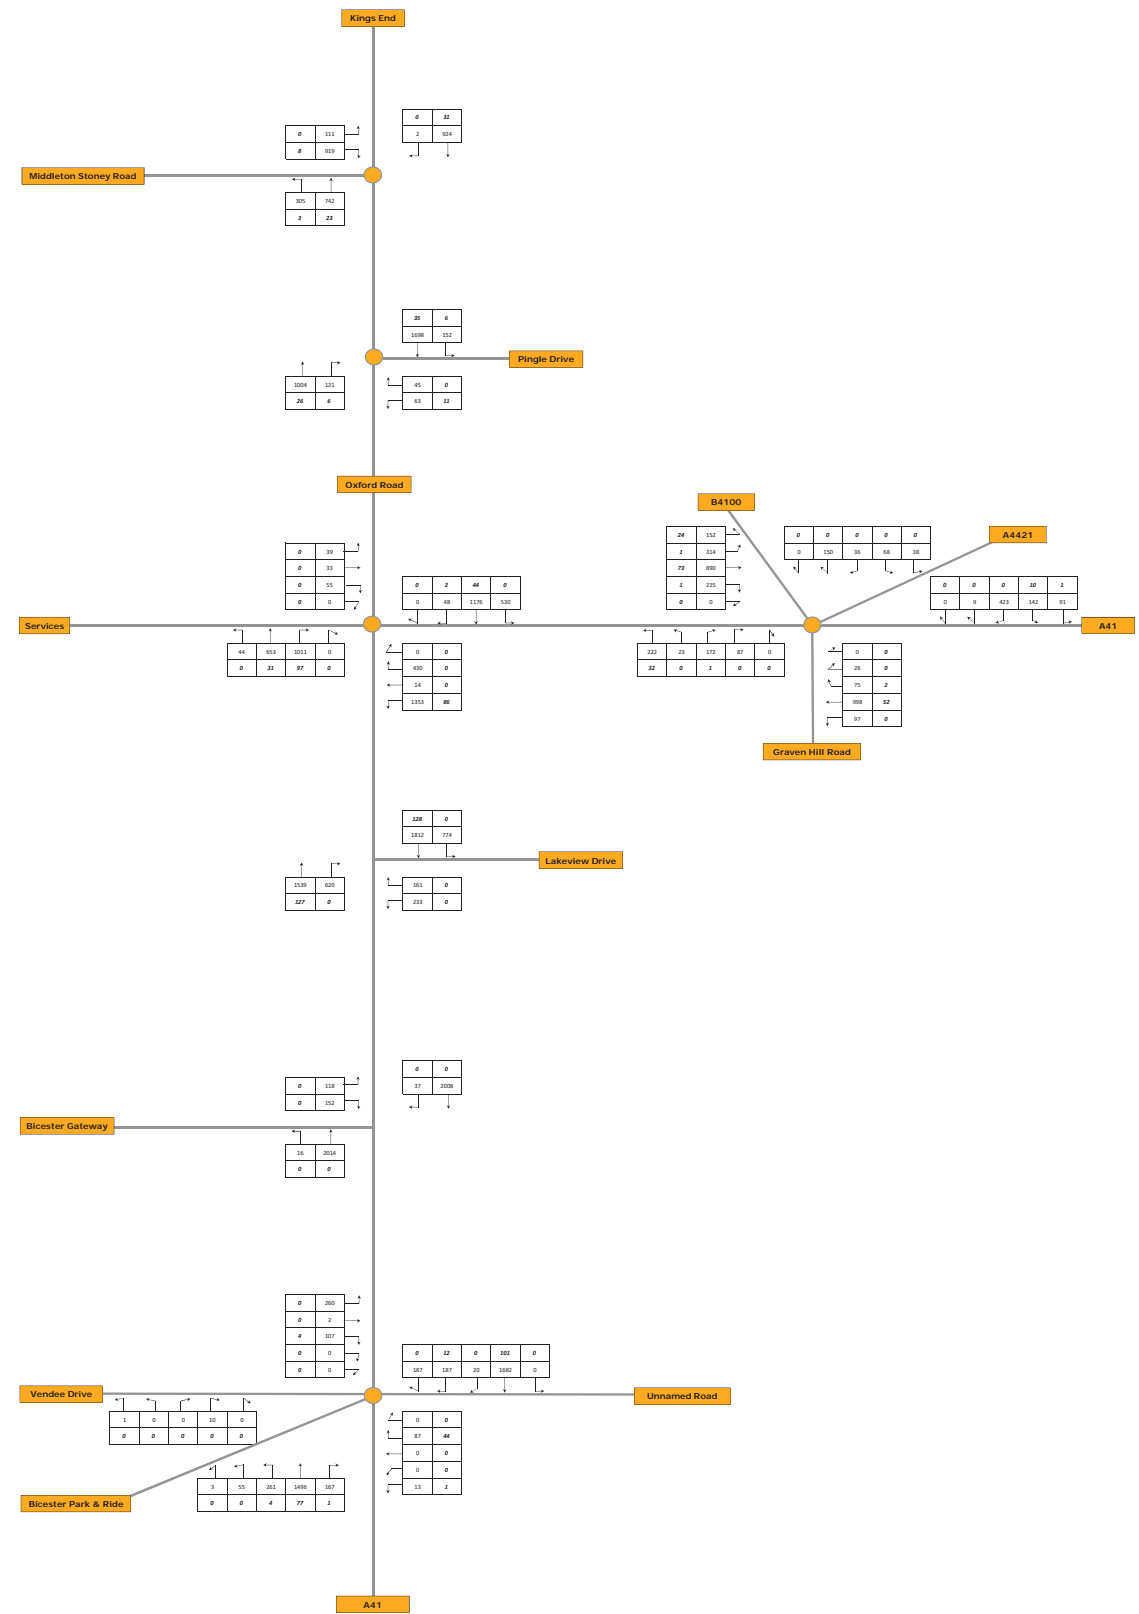 Kings End
0 31
2 924
0 111
8 919
Middleton Stoney Road
305 742
3 23
35 6
1698 152
Pingle Drive
1004 121
26 6
45 0
63 11
Oxford Road
B4100
A4421
24 152
1 314
73 890
1 215
0 0
0 0 0 0 0
0 150 36 68 38
0 39
0 33
0 55
0 0
0 2 44 0
0 48 1176 530
0 0 0 10 1
0 9 423 142 91
Services
A41
44 653 1011 0
0 31 97 0
0 0
430 0
14 0
1353 86
222 23 172 87 0
32 0 1 0 0
0 0
26 0
75 2
998 52
97 0
Graven Hill Road
128 0
1812 774
Lakeview Drive
1539 620
127 0
161 0
233 0
0 0
37 2008
0 118
0 152
Bicester Gateway
16 2014
0 0
0 260
0 2
4 107
0 0
0 0
0 12 0 101 0
187 187 20 1682 0
Vendee Drive
Unnamed Road
1 0 0 10 0
0 0 0 0 0
0 0
87 44
0 0
0 0
13 1
3 55 261 1496 167
0 0 4 77 1
Bicester Park & Ride
A41